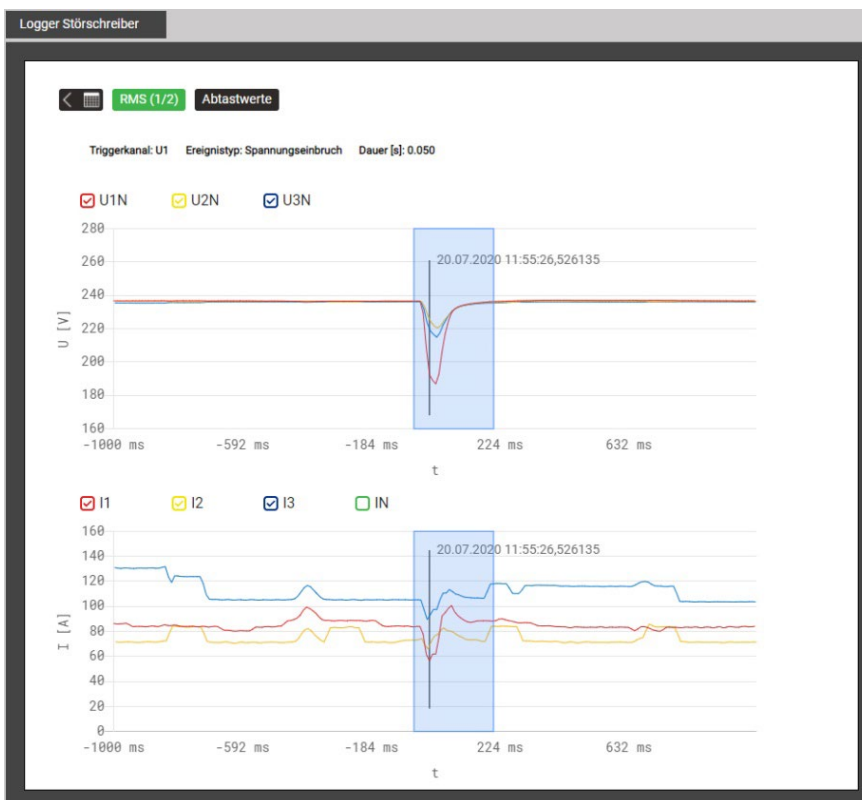 Logger Störschreiber
RMS (1/2) Abtastwerte
Triggerkanal: U1 Ereignistyp: Spannungseinbruch Dauer [s]: 0.050
U1N U2N U3N
280
260
240
220
200
180
160
U [V]
20.07.2020 11:55:26,526135
-1000 ms -592 ms -184 ms 224 ms 632 ms
t
I1 I2 I3 IN
160
140
120
100
80
60
40
20
0
I [A]
20.07.2020 11:55:26,526135
-1000 ms -592 ms -184 ms 224 ms 632 ms
t